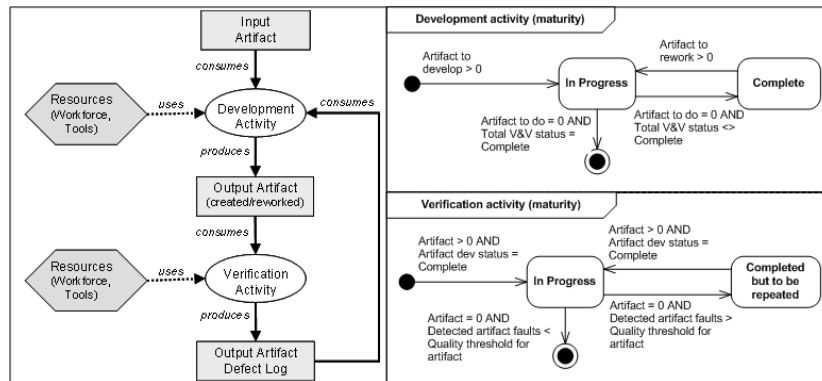 Input
Artifact
consumes
Resources
(Workforce,
Tools)
uses
Development
Activity
consumes
produces
Output Artifact
(created/reworked)
consumes
Resources
(Workforce,
Tools)
uses
Verification
Activity
produces
Output Artifact
Defect Log
Development activity (maturity)
Artifact to
develop > 0
In Progress
Artifact to
rework > 0
Complete
Artifact to do = 0 AND
Total V&V status =
Complete
Artifact to do = 0 AND
Total V&V status <>
Complete
Verification activity (maturity)
Artifact > 0 AND
Artifact dev status =
Complete
In Progress
Artifact > 0 AND
Artifact dev status =
Complete
Completed
but to be
repeated
Artifact = 0 AND
Detected artifact faults <
Quality threshold for
artifact
Artifact = 0 AND
Detected artifact faults >
Quality threshold for
artifact